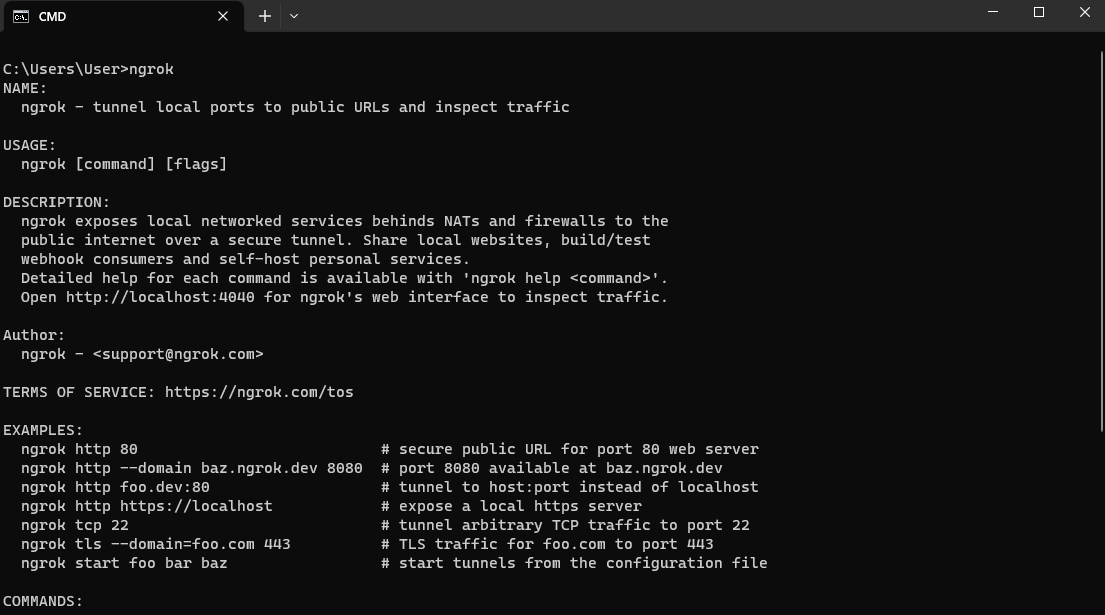 CMD
C:\Users\User>ngrok
NAME:
ngrok - tunnel local ports to public URLs and inspect traffic
USAGE:
ngrok [command] [flags]
DESCRIPTION:
ngrok exposes local networked services behinds NATs and firewalls to the
public internet over a secure tunnel. Share local websites, build/test
webhook consumers and self-host personal services.
Detailed help for each command is available with 'ngrok help <command>'.
Open http://localhost:4040 for ngrok's web interface to inspect traffic.
Author:
ngrok - <support@ngrok.com>
TERMS OF SERVICE: https://ngrok.com/tos
EXAMPLES:
ngrok http 80 # secure public URL for port 80 web server
ngrok http --domain baz.ngrok.dev 8080 # port 8080 available at baz.ngrok.dev
ngrok http foo.dev:80 # tunnel to host:port instead of localhost
ngrok http https://localhost # expose a local https server
ngrok tcp 22 # tunnel arbitrary TCP traffic to port 22
ngrok tls --domain=foo.com 443 # TLS traffic for foo.com to port 443
ngrok start foo bar baz # start tunnels from the configuration file
COMMANDS: